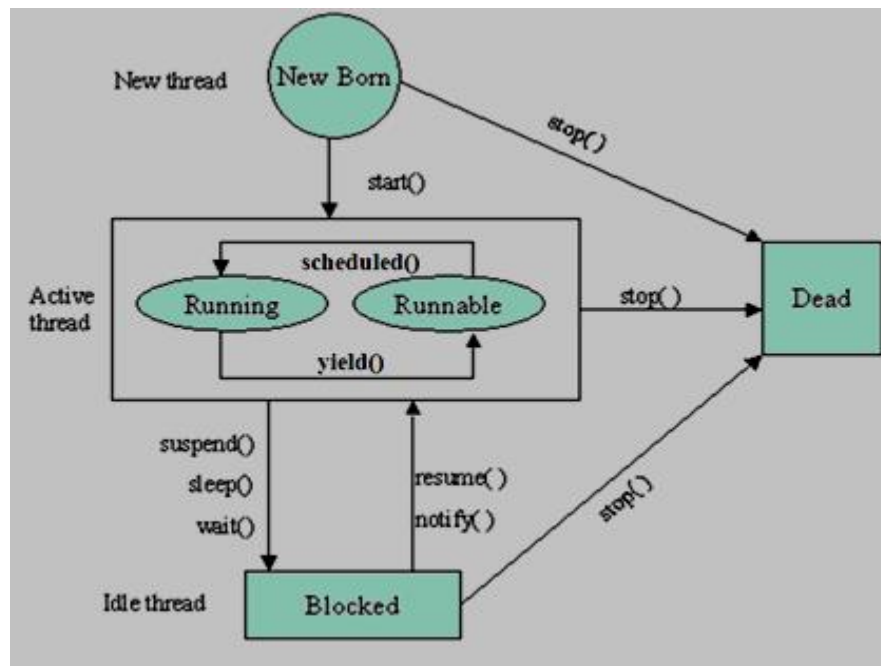 New thread
New Born
stop( )
start()
scheduled()
Active
thread
Running
Runnable
stop( )
Dead
yield()
suspend()
sleep()
wait()
resume( )
notify( )
stop( )
Idle thread
Blocked